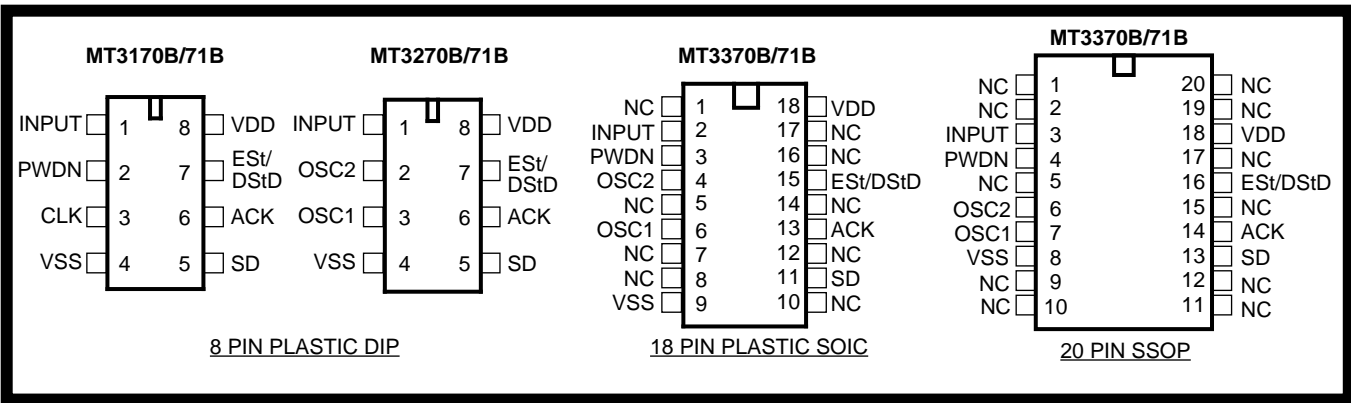 MT3170B/71B
INPUT 1 8 VDD
PWDN 2 7 ESt/
DStD
CLK 3 6 ACK
VSS 4 5 SD
MT3270B/71B
INPUT 1 8 VDD
OSC2 2 7 ESt/
DStD
OSC1 3 6 ACK
VSS 4 5 SD
8 PIN PLASTIC DIP
MT3370B/71B
NC 1 18 VDD
INPUT 2 17 NC
PWDN 3 16 NC
OSC2 4 15 ESt/DStD
NC 5 14 NC
OSC1 6 13 ACK
NC 7 12 NC
NC 8 11 SD
VSS 9 10 NC
18 PIN PLASTIC SOIC
MT3370B/71B
NC 1 20 NC
NC 2 19 NC
INPUT 3 18 VDD
PWDN 4 17 NC
NC 5 16 ESt/DStD
OSC2 6 15 NC
OSC1 7 14 ACK
VSS 8 13 SD
NC 9 12 NC
NC 10 11 NC
20 PIN SSOP